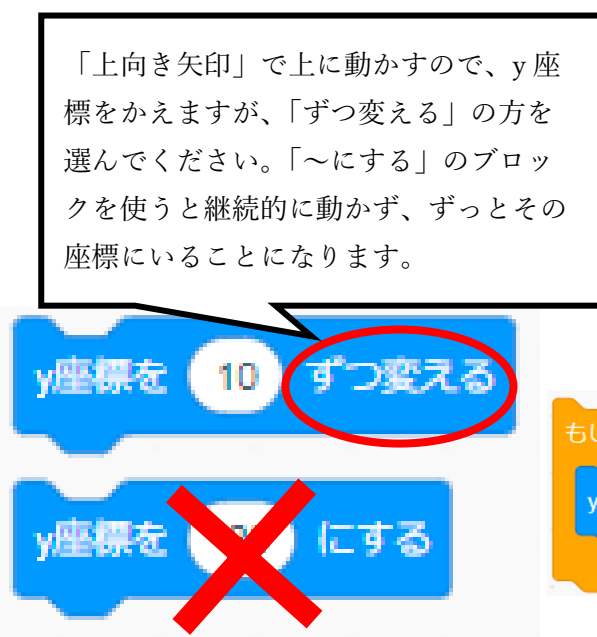 「上向き矢印」で上に動かすので、y 座
標をかえますが、「ずつ変える」の方を
選んでください。「～にする」のブロッ
クを使うと継続的に動かず、ずっとその
座標にいることになります。
y座標を 10 ずつ変える
y座標を にする
も
y